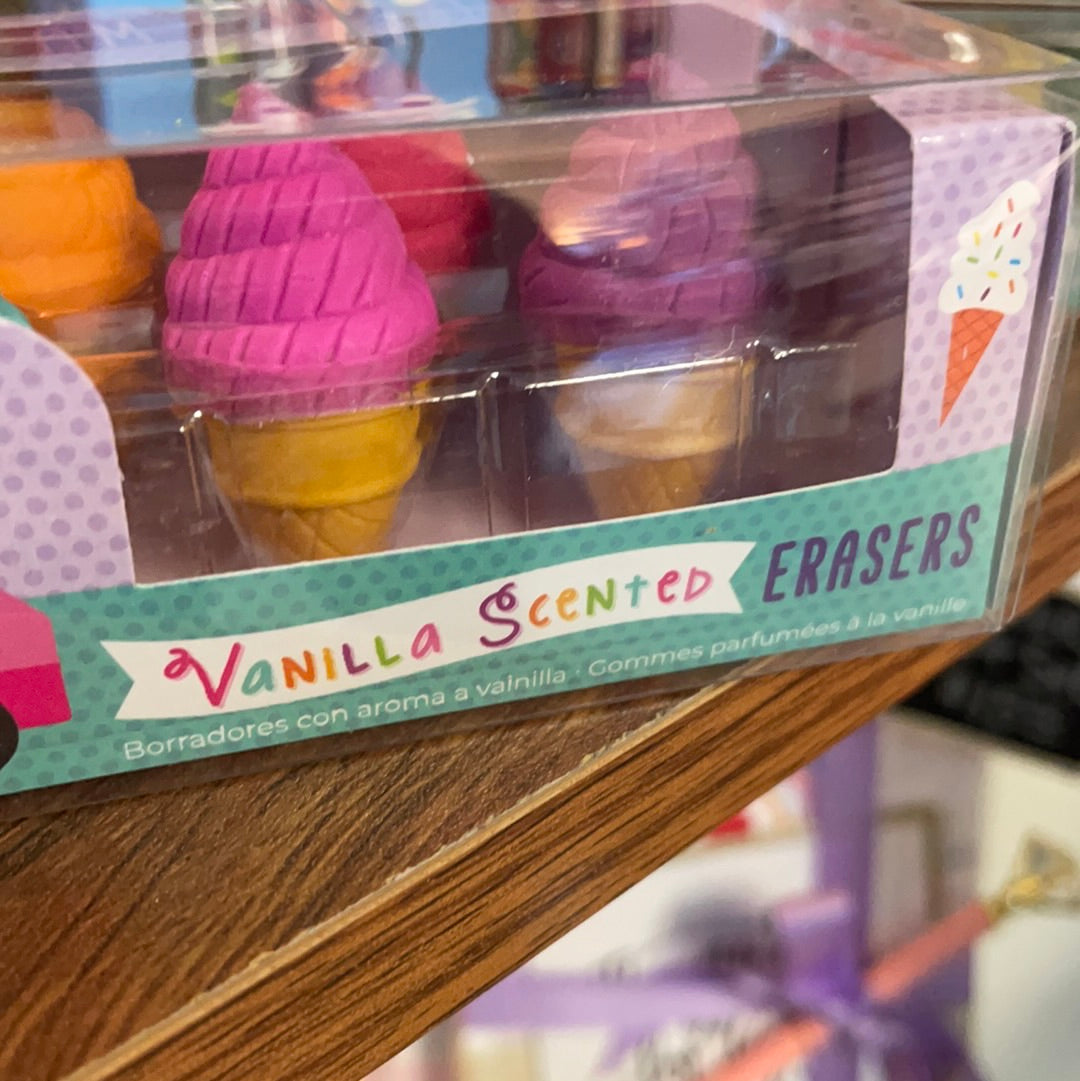 Vanilla Scented ERASERS
Borradores con aroma a vainilla · Gommes parfumées à la vanille